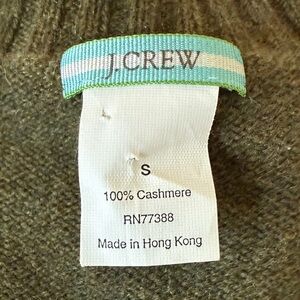 J.CREW
S
100% Cashmere
RN77388
Made in Hong Kong